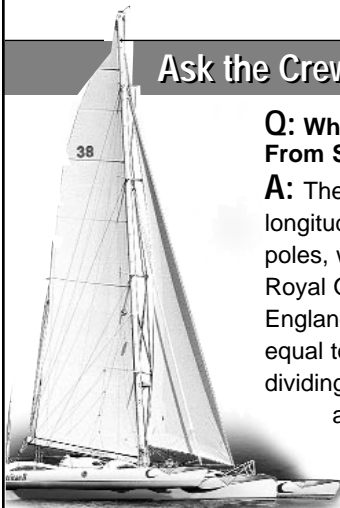 Ask the Crew
Q: Wh
From S
A: The
longitud
poles, w
Royal O
Englan
equal to
dividing
a
38